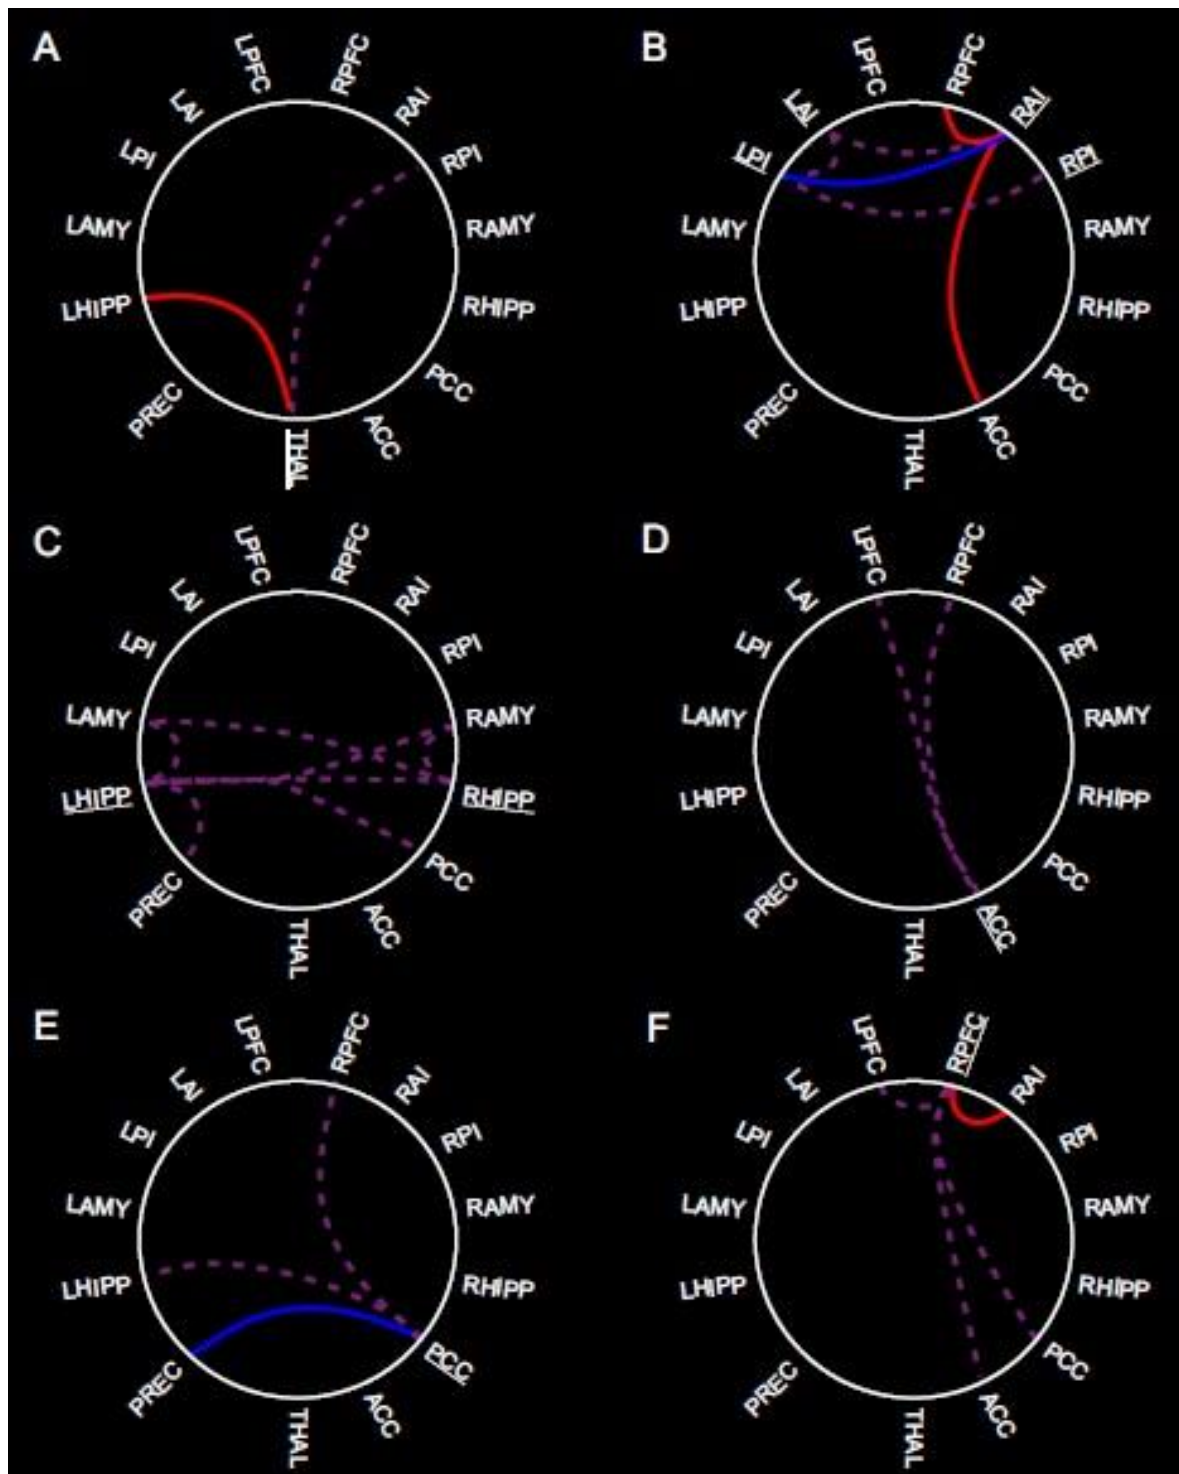 A
LPFC
RPFC
LAI
RAI
LPI
RPI
LAMY
RAMY
LHIPP
RHIPP
PREC
PCC
THAL
ACC
B
LPFC
RPFC
LAI
RAI
LPI
RPI
LAMY
RAMY
LHIPP
RHIPP
PREC
PCC
THAL
ACC
C
LPFC
RPFC
LAI
RAI
LPI
RPI
LAMY
RAMY
LHIPP
RHIPP
PREC
PCC
THAL
ACC
D
LPFC
RPFC
LAI
RAI
LPI
RPI
LAMY
RAMY
LHIPP
RHIPP
PREC
PCC
THAL
ACC
E
LPFC
RPFC
LAI
RAI
LPI
RPI
LAMY
RAMY
LHIPP
RHIPP
PREC
PCC
THAL
ACC
F
LPFC
RPFC
LAI
RAI
LPI
RPI
LAMY
RAMY
LHIPP
RHIPP
PREC
PCC
THAL
ACC